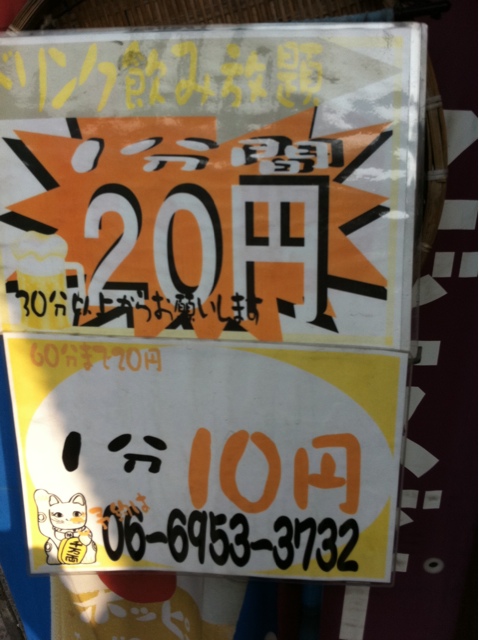 ドリンク飲み放題
1分間
20円
30分以上からお願いします
60分まで20円
1分10円
06-6953-3732